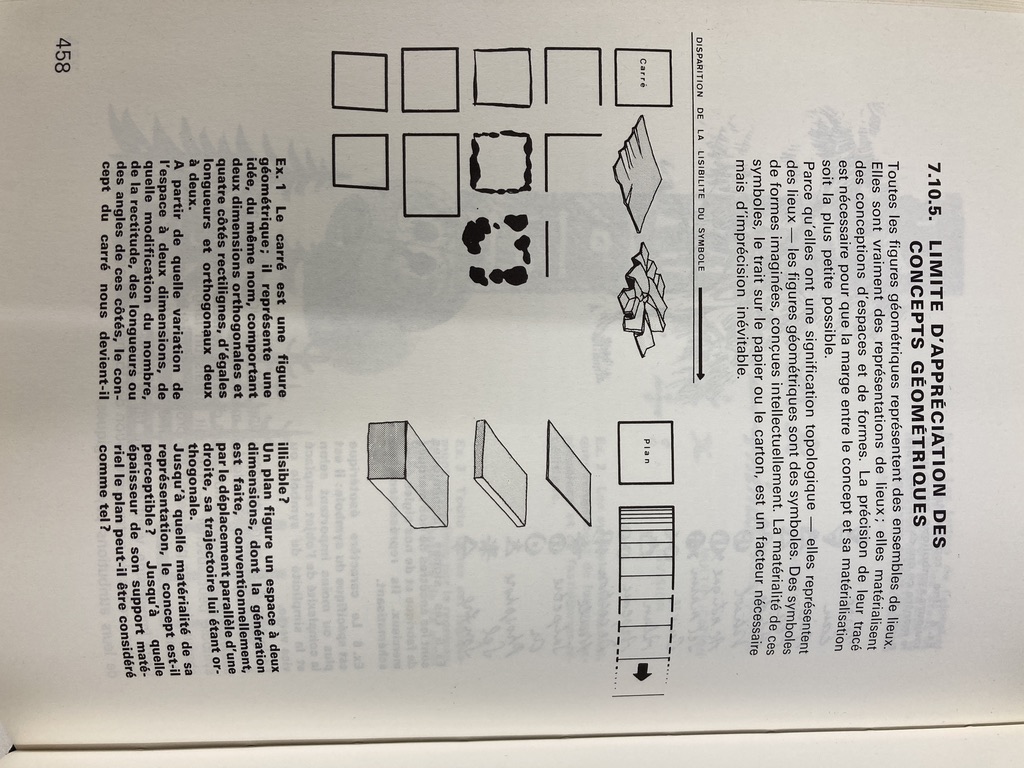 7.10.5. LIMITE D'APPRÉCIATION DES
CONCEPTS GÉOMÉTRIQUES
Toutes les figures géométriques représentent des ensembles de lieux.
Elles sont vraiment des représentations de lieux ; elles matérialisent
des conceptions d'espaces et de formes. La précision de leur tracé
est nécessaire pour que la marge entre le concept et sa matérialisation
soit la plus petite possible.
Parce qu'elles ont une signification topologique — elles représentent
des lieux — les figures géométriques sont des symboles. Des symboles
de formes imaginées, conçues intellectuellement. La matérialité de ces
symboles, le trait sur le papier ou le carton, est un facteur nécessaire
mais d'imprécision inévitable.
DISPARITION DE LA LISIBILITE DU SYMBOLE
Carré
Plan
Ex. 1 Le carré est une figure
géométrique ; il représente une
idée, du même nom, comportant
deux dimensions orthogonales et
quatre côtés rectilignes, d'égales
longueurs et orthogonaux deux
à deux.
A partir de quelle variation de
l'espace à deux dimensions, de
quelle modification du nombre,
de la rectitude, des longueurs ou
des angles de ces côtés, le con-
cept du carré nous devient-il
illisible ?
Un plan figure un espace à deux
dimensions, dont la génération
est faite, conventionnellement,
par le déplacement parallèle d'une
droite, sa trajectoire lui étant or-
thogonale.
Jusqu'à quelle matérialité de sa
représentation, le concept est-il
perceptible ? Jusqu'à quelle
épaisseur de son support maté-
riel le plan peut-il être considéré
comme tel ?
458